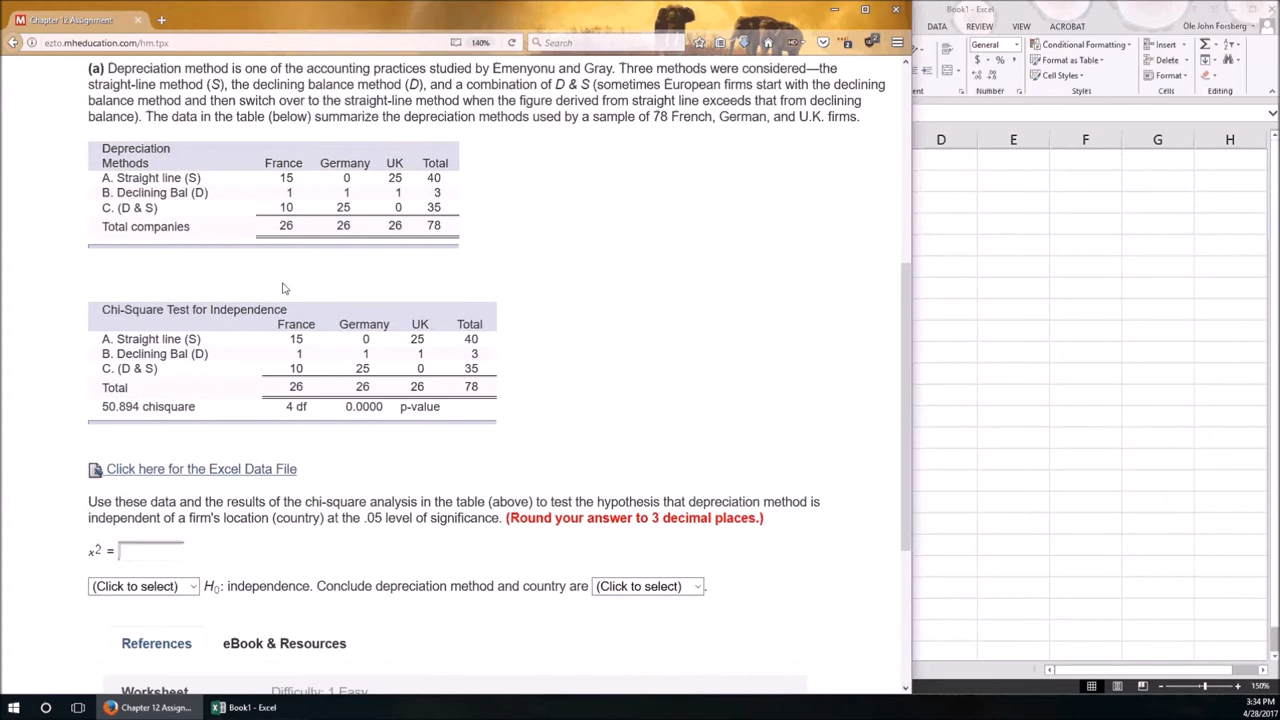 Chapter 12 Assignment
Book1 - Excel
ezto.mheducation.com/hm.tpx
140%
Search
DATA REVIEW VIEW ACROBAT
Ole John Forsberg
General
Conditional Formatting
Format as Table
Cell Styles
Insert
Delete
Format
Number
Styles
Cells
Editing
(a) Depreciation method is one of the accounting practices studied by Emenyonu and Gray. Three methods were considered—the
straight-line method (S), the declining balance method (D), and a combination of D & S (sometimes European firms start with the declining
balance method and then switch over to the straight-line method when the figure derived from straight line exceeds that from declining
balance). The data in the table (below) summarize the depreciation methods used by a sample of 78 French, German, and U.K. firms.
Depreciation
Methods France Germany UK Total
A. Straight line (S) 15 0 25 40
B. Declining Bal (D) 1 1 1 3
C. (D & S) 10 25 0 35
Total companies 26 26 26 78
Chi-Square Test for Independence
France Germany UK Total
A. Straight line (S) 15 0 25 40
B. Declining Bal (D) 1 1 1 3
C. (D & S) 10 25 0 35
Total 26 26 26 78
50.894 chisquare 4 df 0.0000 p-value
Click here for the Excel Data File
Use these data and the results of the chi-square analysis in the table (above) to test the hypothesis that depreciation method is
independent of a firm's location (country) at the .05 level of significance. (Round your answer to 3 decimal places.)
x2 =
(Click to select) H0: independence. Conclude depreciation method and country are (Click to select).
References eBook & Resources
Worksheet Difficulty: 1 Easy
D E F G H
150%
Chapter 12 Assign...
Book1 - Excel
3:34 PM
4/28/2017